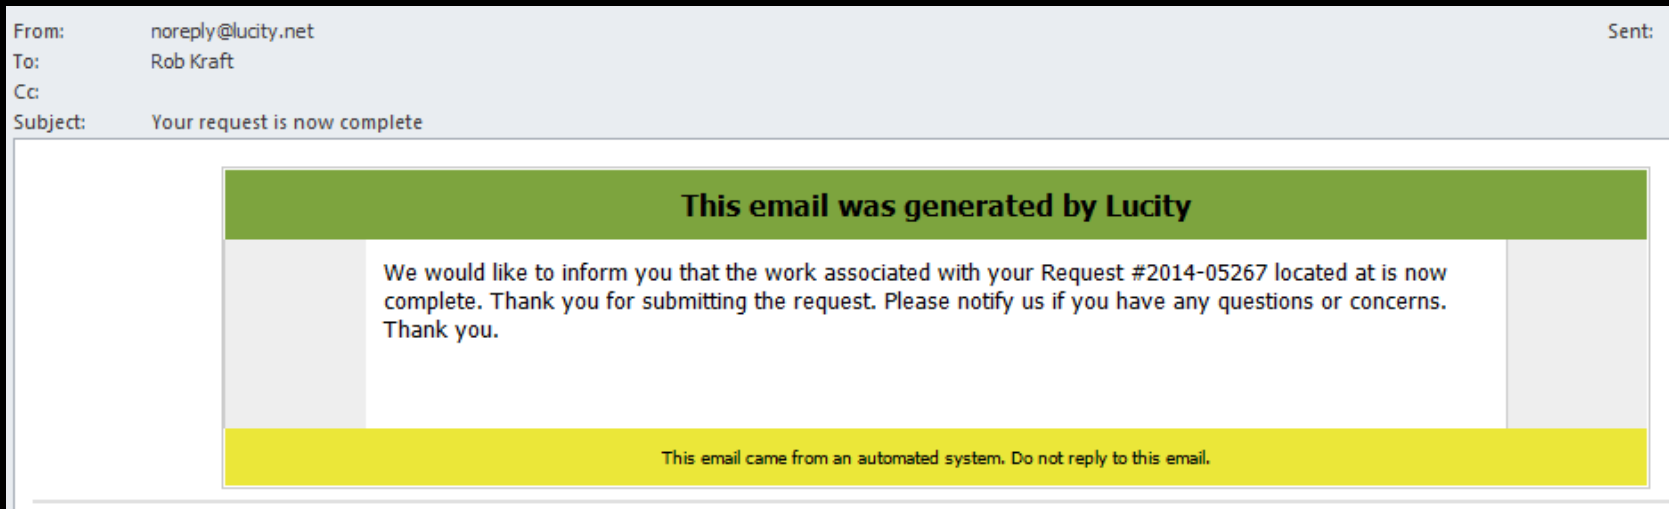 From: noreply@lucity.net Sent:
To: Rob Kraft
Cc:
Subject: Your request is now complete
This email was generated by Lucity
We would like to inform you that the work associated with your Request #2014-05267 located at is now
complete. Thank you for submitting the request. Please notify us if you have any questions or concerns.
Thank you.
This email came from an automated system. Do not reply to this email.